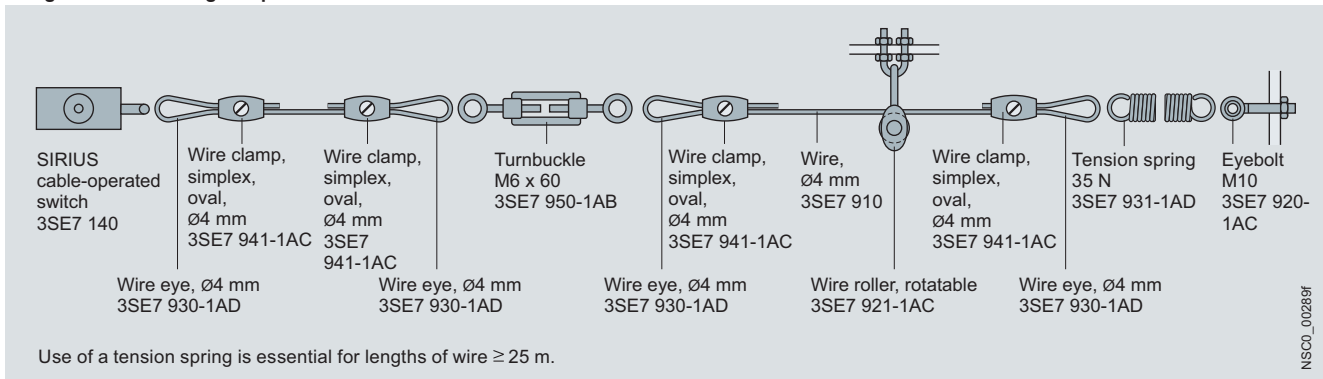 SIRIUS
cable-operated
switch
3SE7 140
Wire clamp,
simplex,
oval,
Ø4 mm
3SE7 941-1AC
Wire clamp,
simplex,
oval,
Ø4 mm
3SE7
941-1AC
Turnbuckle
M6 x 60
3SE7 950-1AB
Wire clamp,
simplex,
oval,
Ø4 mm
3SE7 941-1AC
Wire,
Ø4 mm
3SE7 910
Wire clamp,
simplex,
oval,
Ø4 mm
3SE7 941-1AC
Tension spring
35 N
3SE7 931-1AD
Eyebolt
M10
3SE7 920-
1AC
Wire eye, Ø4 mm
3SE7 930-1AD
Wire eye, Ø4 mm
3SE7 930-1AD
Wire eye, Ø4 mm
3SE7 930-1AD
Wire roller, rotatable
3SE7 921-1AC
Wire eye, Ø4 mm
3SE7 930-1AD
Use of a tension spring is essential for lengths of wire ≥ 25 m.
NSC0_00289f